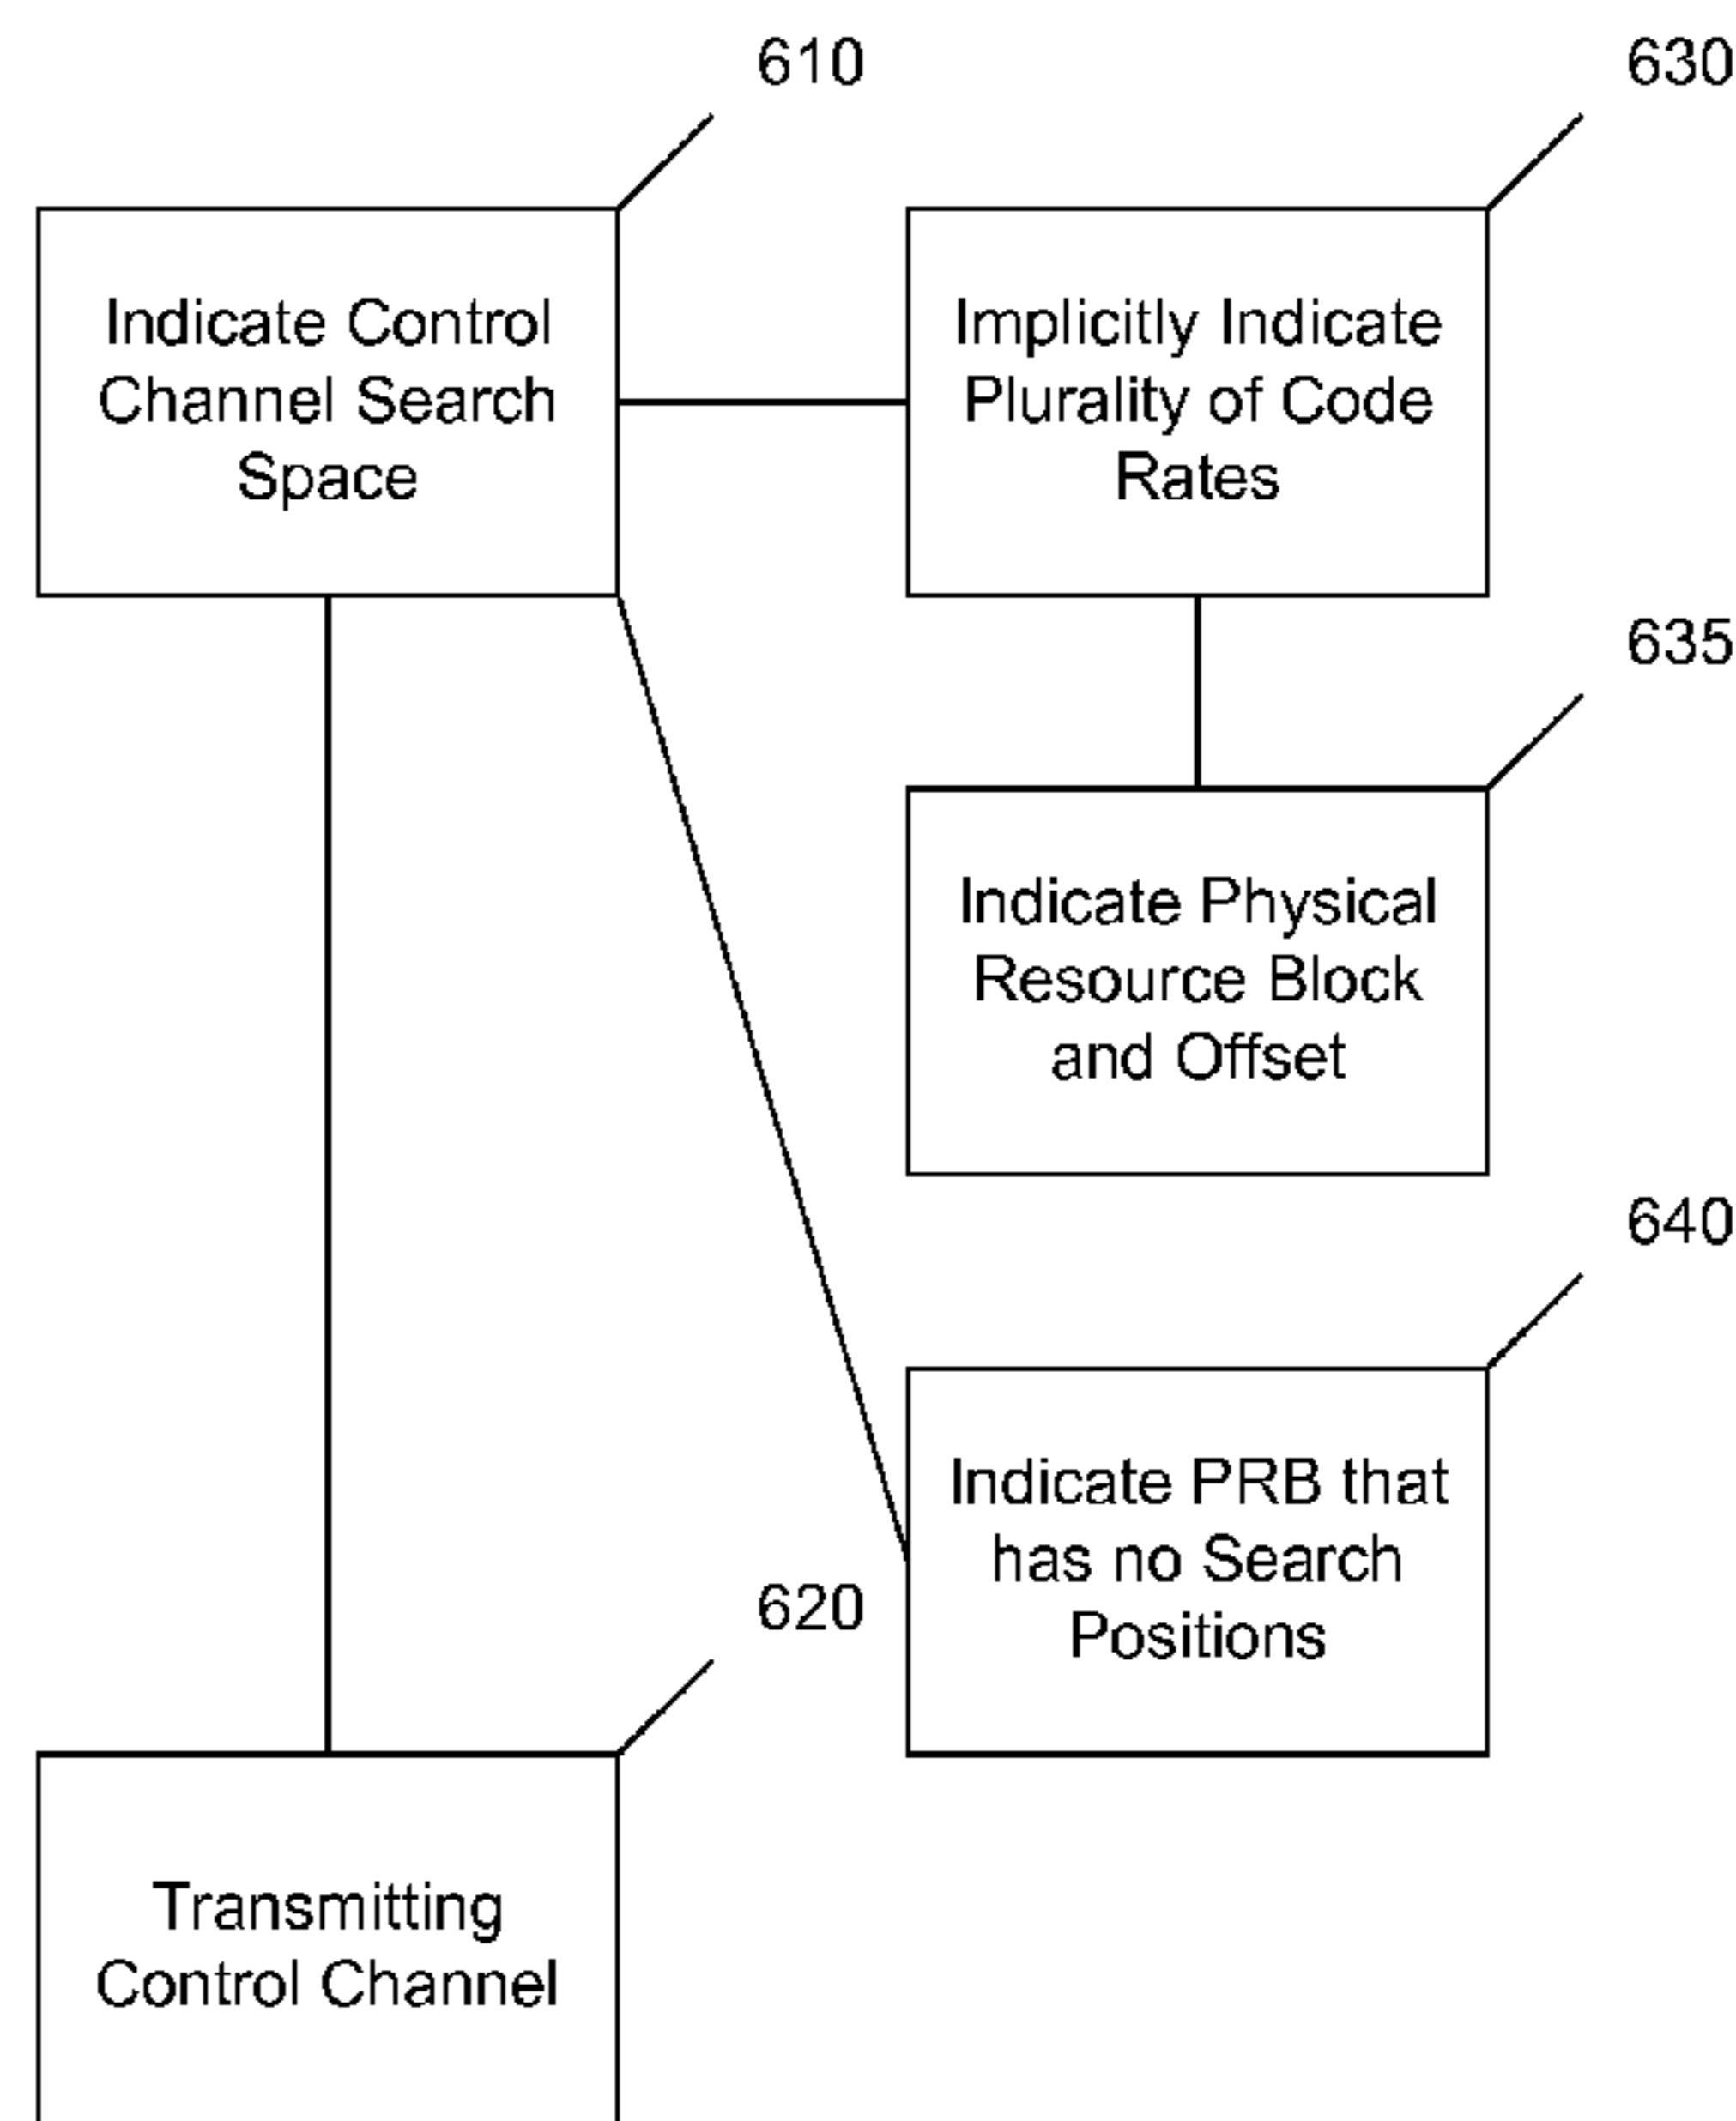 610
630
Indicate Control
Channel Search
Space
Implicitly Indicate
Plurality of Code
Rates
635
Indicate Physical
Resource Block
and Offset
640
Indicate PRB that
has no Search
Positions
620
Transmitting
Control Channel